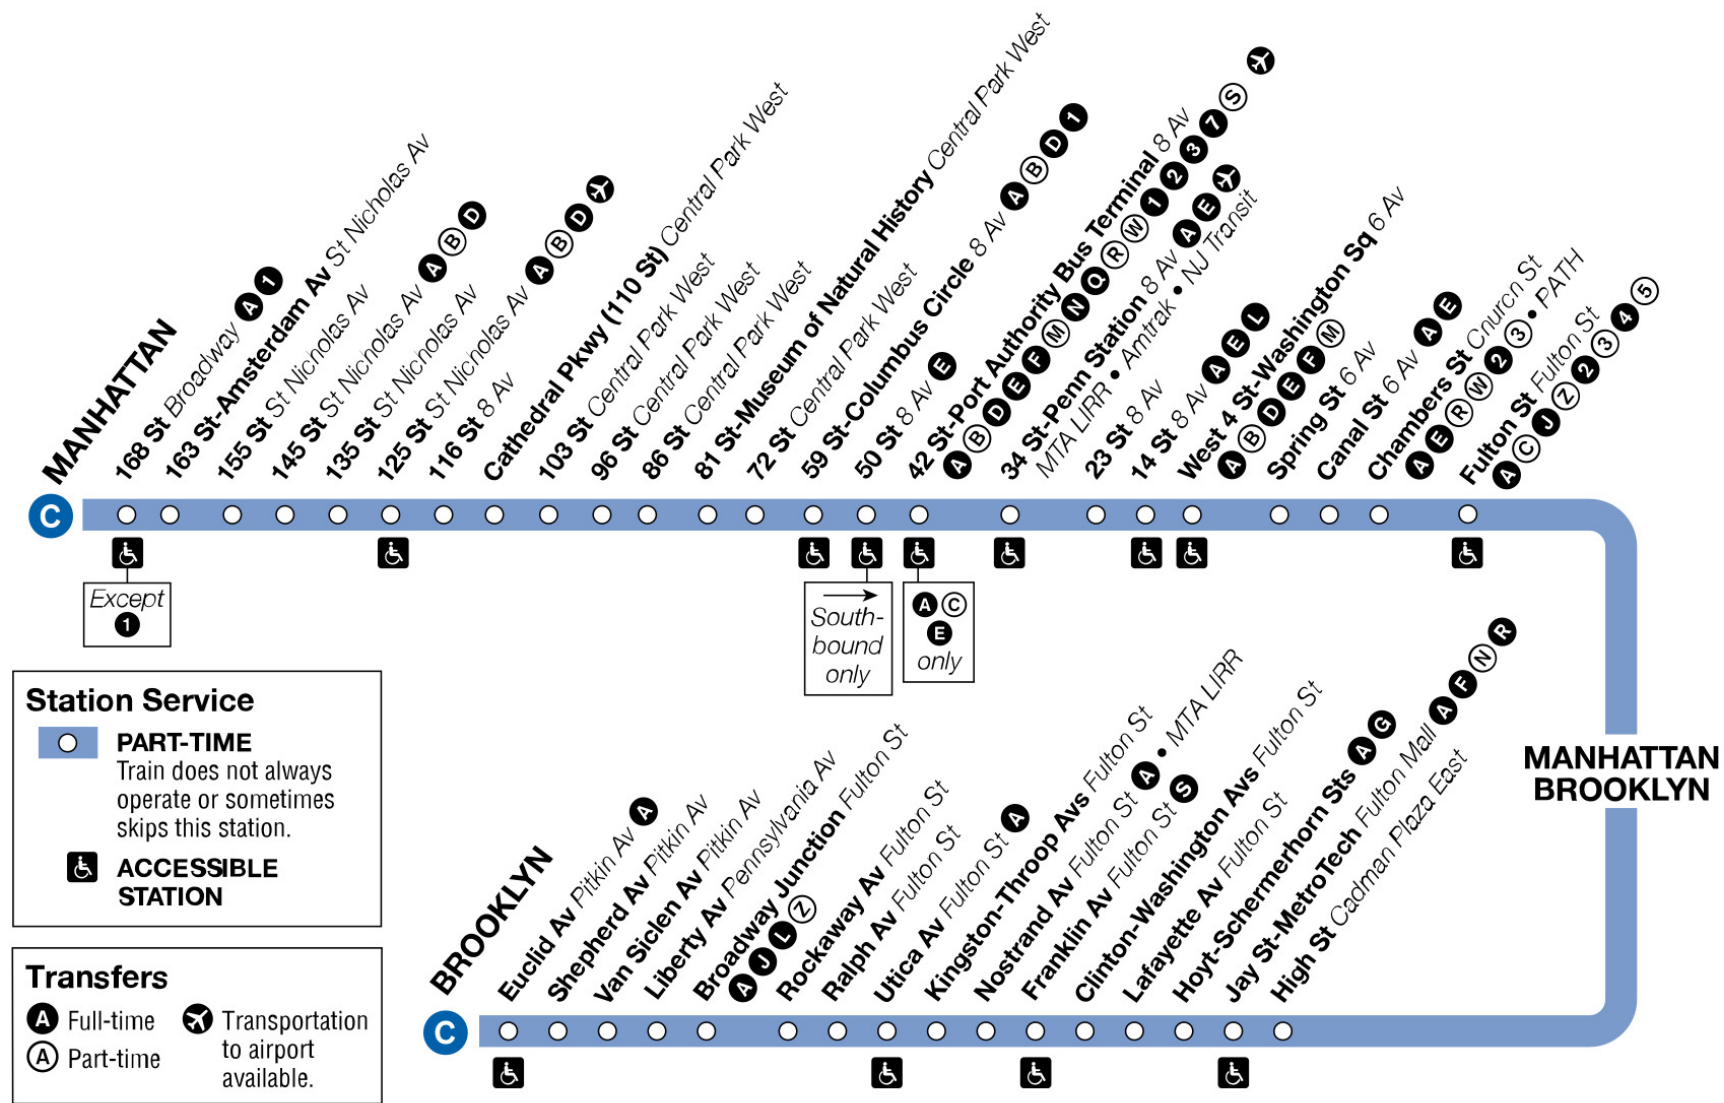 MANHATTAN
C
168 St Broadway A 1
163 St-Amsterdam Av St Nicholas Av
155 St St Nicholas Av
145 St St Nicholas Av A B D
135 St St Nicholas Av
125 St St Nicholas Av A B D
116 St 8 Av
Cathedral Pkwy (110 St) Central Park West
103 St Central Park West
96 St Central Park West
86 St Central Park West
81 St-Museum of Natural History Central Park West
72 St Central Park West
59 St-Columbus Circle 8 Av A B D 1
50 St 8 Av E
42 St-Port Authority Bus Terminal 8 Av
A B D E F M N Q R W 1 2 3 7 S
34 St-Penn Station 8 Av A E
MTA LIRR • Amtrak • NJ Transit
23 St 8 Av
14 St 8 Av A E L
West 4 St-Washington Sq 6 Av
A B D E F M
Spring St 6 Av
Canal St 6 Av A E
Chambers St Church St
A E R W 2 3 • PATH
Fulton St Fulton St
A C J Z 2 3 4 5
Except
1
South-
bound
only
A C
E
only
MANHATTAN
BROOKLYN
Station Service
PART-TIME
Train does not always
operate or sometimes
skips this station.
ACCESSIBLE
STATION
Transfers
A Full-time
A Part-time
Transportation
to airport
available.
BROOKLYN
C
Euclid Av Pitkin Av A
Shepherd Av Pitkin Av
Van Siclen Av Pitkin Av
Liberty Av Pennsylvania Av
Broadway Junction Fulton St
A J L Z
Rockaway Av Fulton St
Ralph Av Fulton St
Utica Av Fulton St A
Kingston-Throop Avs Fulton St
Nostrand Av Fulton St A • MTA LIRR
Franklin Av Fulton St S
Clinton-Washington Avs Fulton St
Lafayette Av Fulton St
Hoyt-Schermerhorn Sts A G
Jay St-MetroTech Fulton Mall A F N R
High St Cadman Plaza East